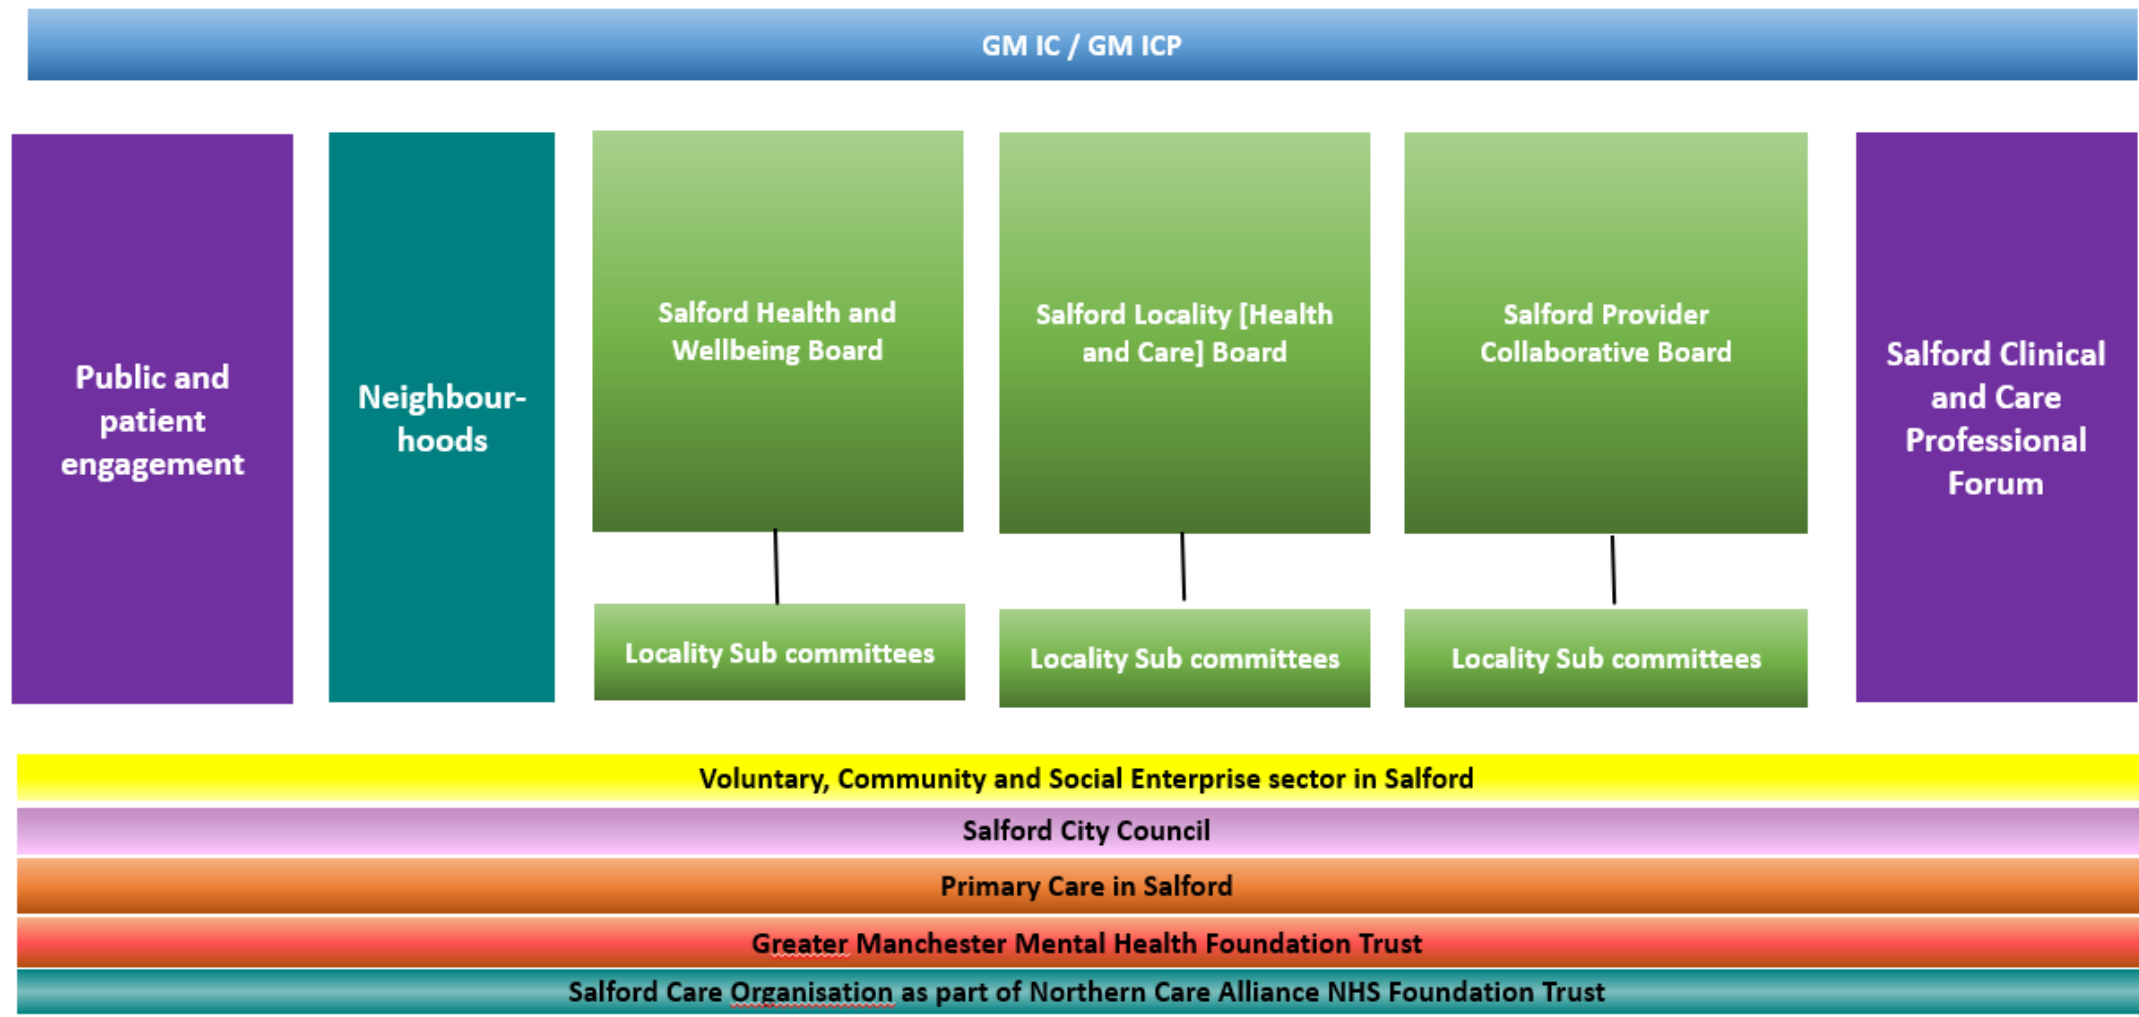 GM IC / GM ICP
Public and
patient
engagement
Neighbour-
hoods
Salford Health and
Wellbeing Board
Salford Locality [Health
and Care] Board
Salford Provider
Collaborative Board
Salford Clinical
and Care
Professional
Forum
Locality Sub committees
Locality Sub committees
Locality Sub committees
Voluntary, Community and Social Enterprise sector in Salford
Salford City Council
Primary Care in Salford
Greater Manchester Mental Health Foundation Trust
Salford Care Organisation as part of Northern Care Alliance NHS Foundation Trust